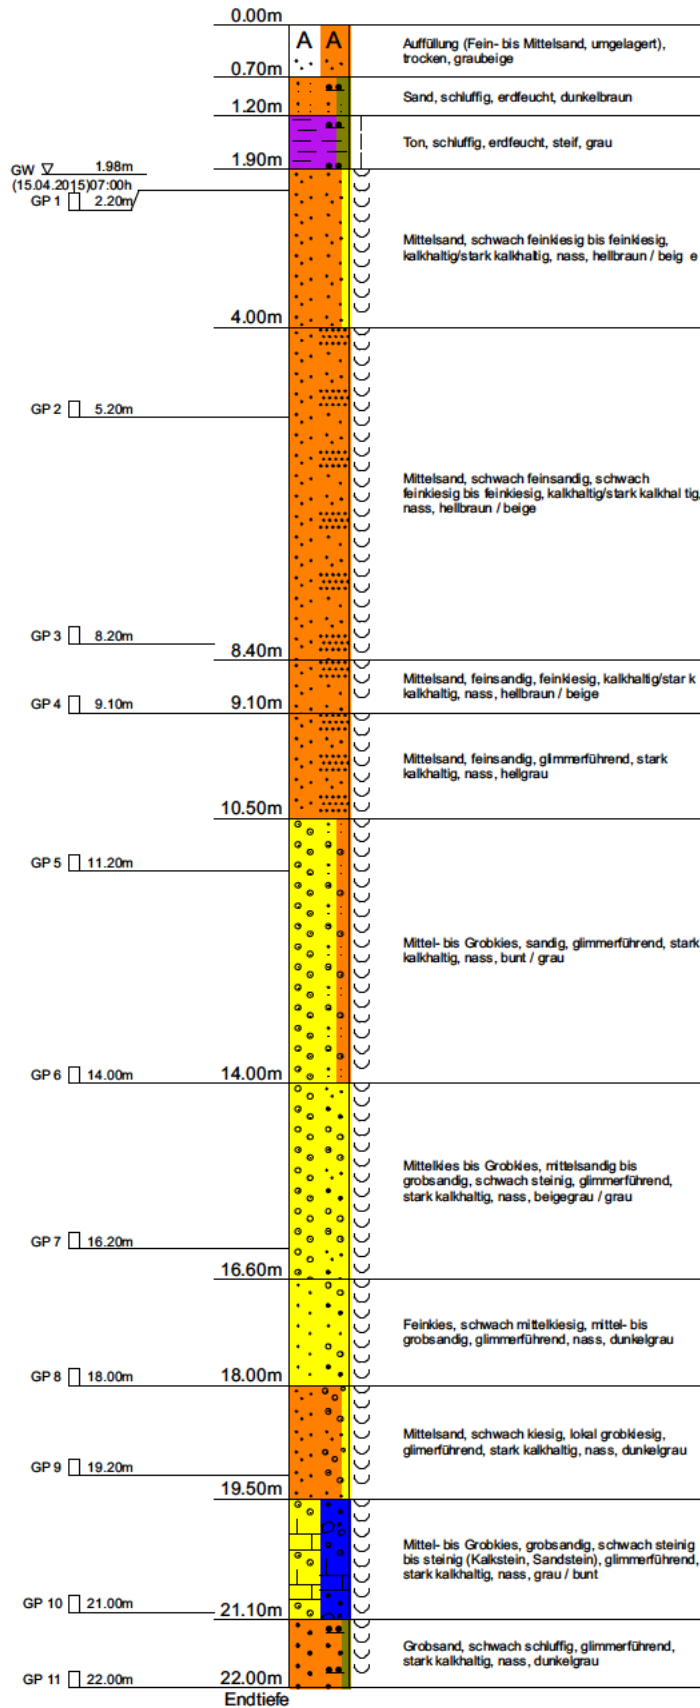 0.00m
A A
Auffüllung (Fein- bis Mittelsand, umgelagert),
trocken, graubeige
0.70m
Sand, schluffig, erdfeucht, dunkelbraun
1.20m
Ton, schluffig, erdfeucht, steif, grau
1.90m
GW 1.98m
(15.04.2015)07:00h
GP 1 2.20m
Mittelsand, schwach feinkiesig bis feinkiesig,
kalkhaltig/stark kalkhaltig, nass, hellbraun / beig e
4.00m
GP 2 5.20m
Mittelsand, schwach feinsandig, schwach
feinkiesig bis feinkiesig, kalkhaltig/stark kalkhal tig,
nass, hellbraun / beige
GP 3 8.20m
8.40m
Mittelsand, feinsandig, feinkiesig, kalkhaltig/star k
kalkhaltig, nass, hellbraun / beige
GP 4 9.10m 9.10m
Mittelsand, feinsandig, glimmerführend, stark
kalkhaltig, nass, hellgrau
10.50m
GP 5 11.20m
Mittel- bis Grobkies, sandig, glimmerführend, stark
kalkhaltig, nass, bunt / grau
GP 6 14.00m 14.00m
Mittelkies bis Grobkies, mittelsandig bis
grobsandig, schwach steinig, glimmerführend,
stark kalkhaltig, nass, beigegrau / grau
GP 7 16.20m
16.60m
Feinkies, schwach mittelkiesig, mittel- bis
grobsandig, glimmerführend, nass, dunkelgrau
GP 8 18.00m 18.00m
Mittelsand, schwach kiesig, lokal grobkiesig,
glimerführend, stark kalkhaltig, nass, dunkelgrau
GP 9 19.20m
19.50m
Mittel- bis Grobkies, grobsandig, schwach steinig
bis steinig (Kalkstein, Sandstein), glimmerführend,
stark kalkhaltig, nass, grau / bunt
GP 10 21.00m
21.10m
Grobsand, schwach schluffig, glimmerführend,
stark kalkhaltig, nass, dunkelgrau
GP 11 22.00m 22.00m
Endtiefe